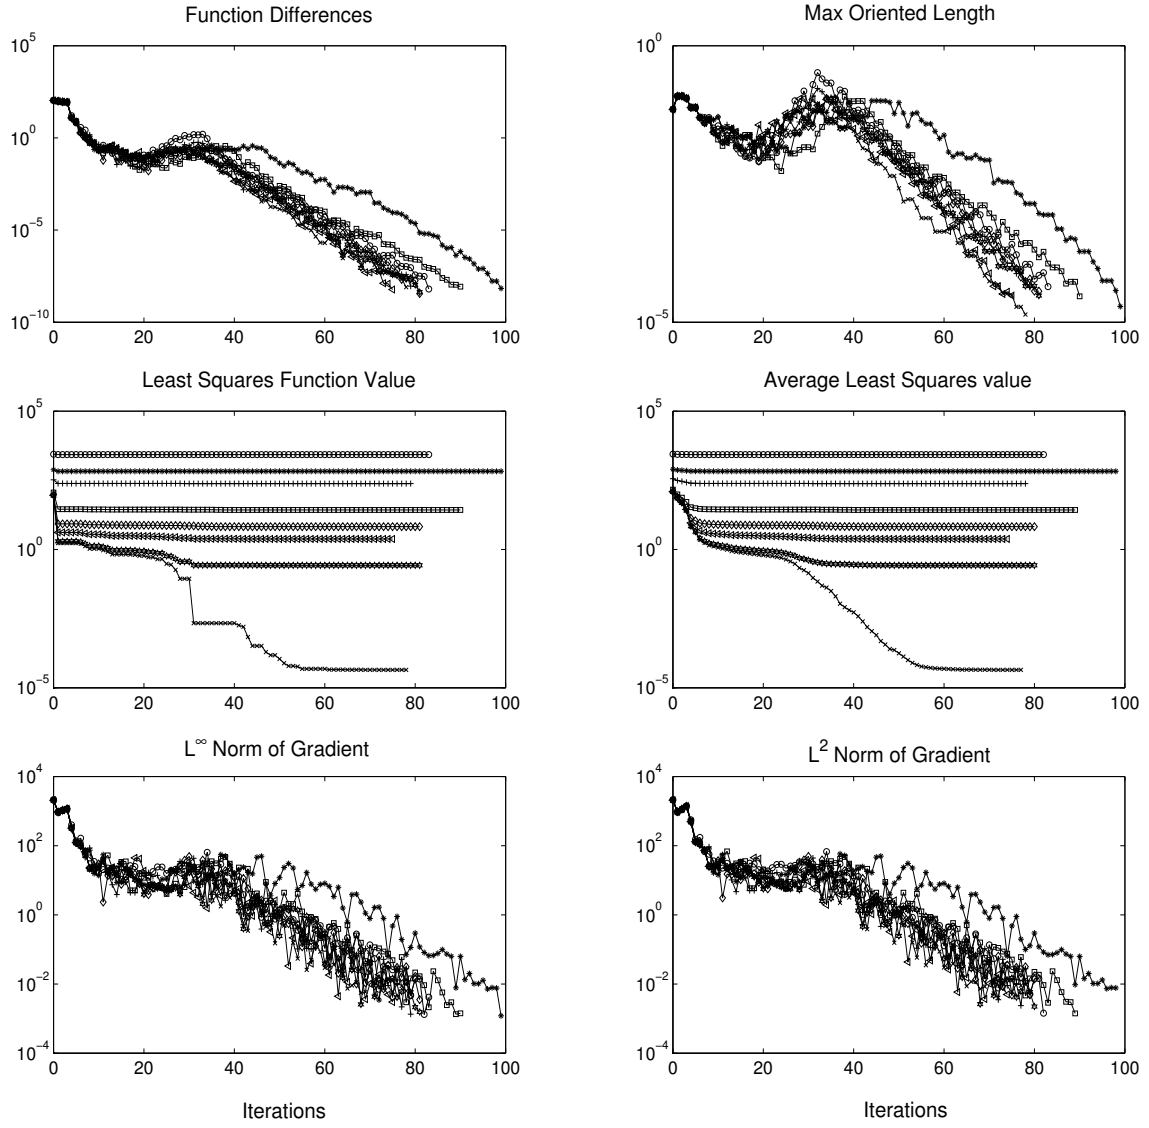 Function Differences
Max Oriented Length
10^5
10^0
10^-5
10^-10
0 20 40 60 80 100
10^0
10^-5
0 20 40 60 80 100
Least Squares Function Value
Average Least Squares value
10^5
10^0
10^-5
0 20 40 60 80 100
10^5
10^0
10^-5
0 20 40 60 80 100
L^∞ Norm of Gradient
L^2 Norm of Gradient
10^4
10^2
10^0
10^-2
10^-4
0 20 40 60 80 100
Iterations
10^4
10^2
10^0
10^-2
10^-4
0 20 40 60 80 100
Iterations